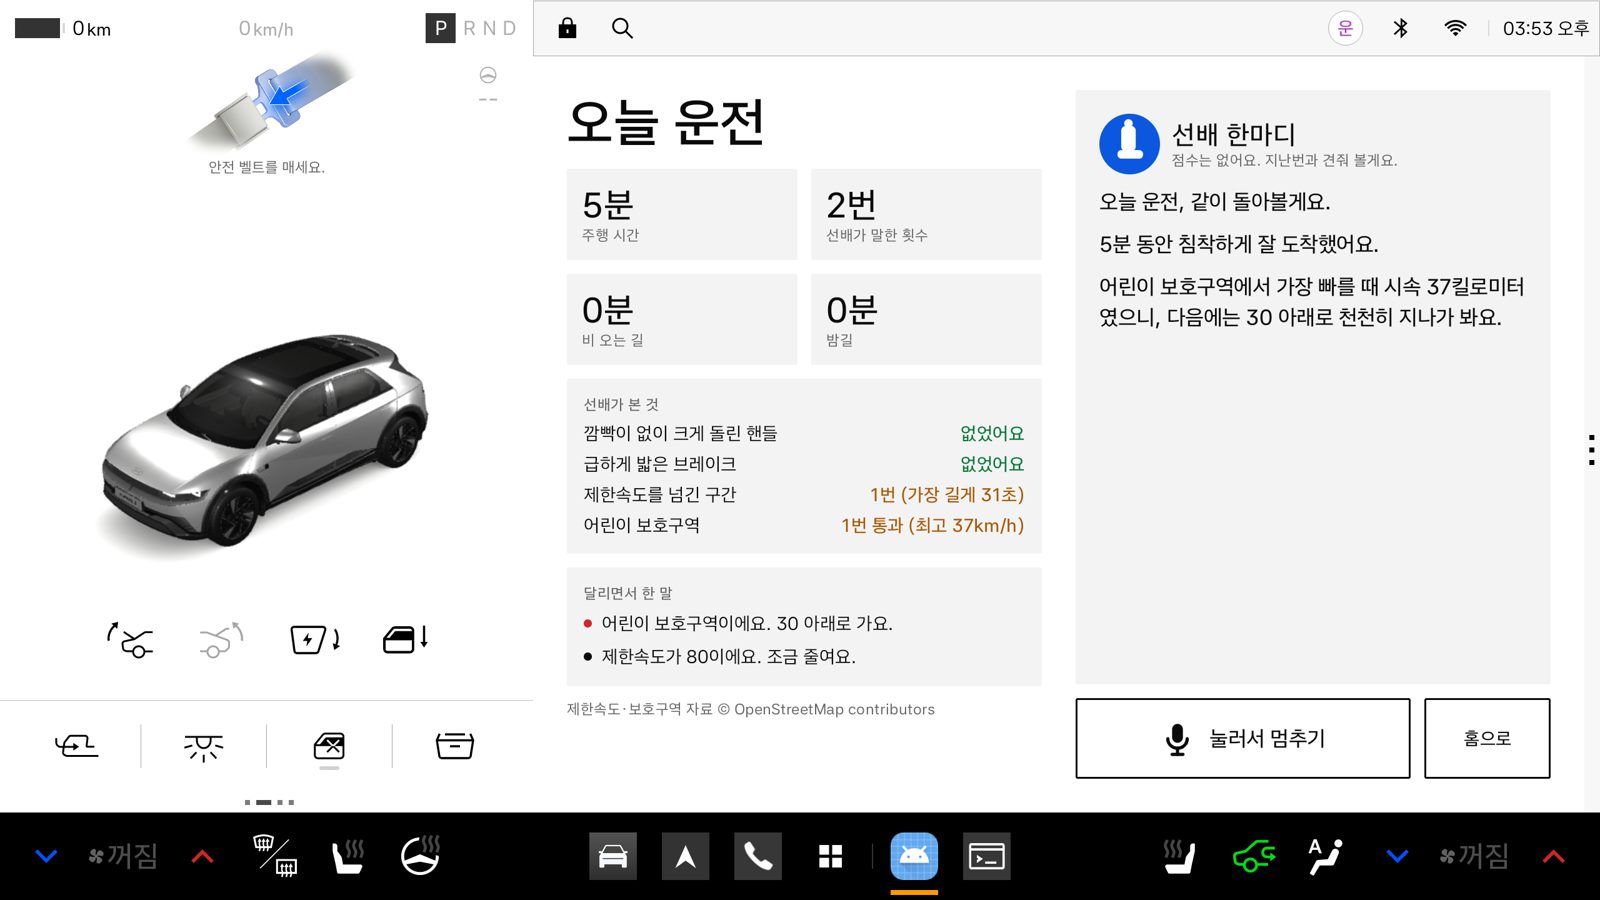 0km
0km/h
P R N D
운
03:53 오후
--
안전 벨트를 매세요.
오늘 운전
5분
주행 시간
2번
선배가 말한 횟수
0분
비 오는 길
0분
밤길
선배가 본 것
깜빡이 없이 크게 돌린 핸들 없었어요
급하게 밟은 브레이크 없었어요
제한속도를 넘긴 구간 1번 (가장 길게 31초)
어린이 보호구역 1번 통과 (최고 37km/h)
달리면서 한 말
• 어린이 보호구역이에요. 30 아래로 가요.
• 제한속도가 80이에요. 조금 줄여요.
제한속도·보호구역 자료 © OpenStreetMap contributors
선배 한마디
점수는 없어요. 지난번과 견줘 볼게요.
오늘 운전, 같이 돌아볼게요.
5분 동안 침착하게 잘 도착했어요.
어린이 보호구역에서 가장 빠를 때 시속 37킬로미터
였으니, 다음에는 30 아래로 천천히 지나가 봐요.
눌러서 멈추기
홈으로
꺼짐
A
꺼짐